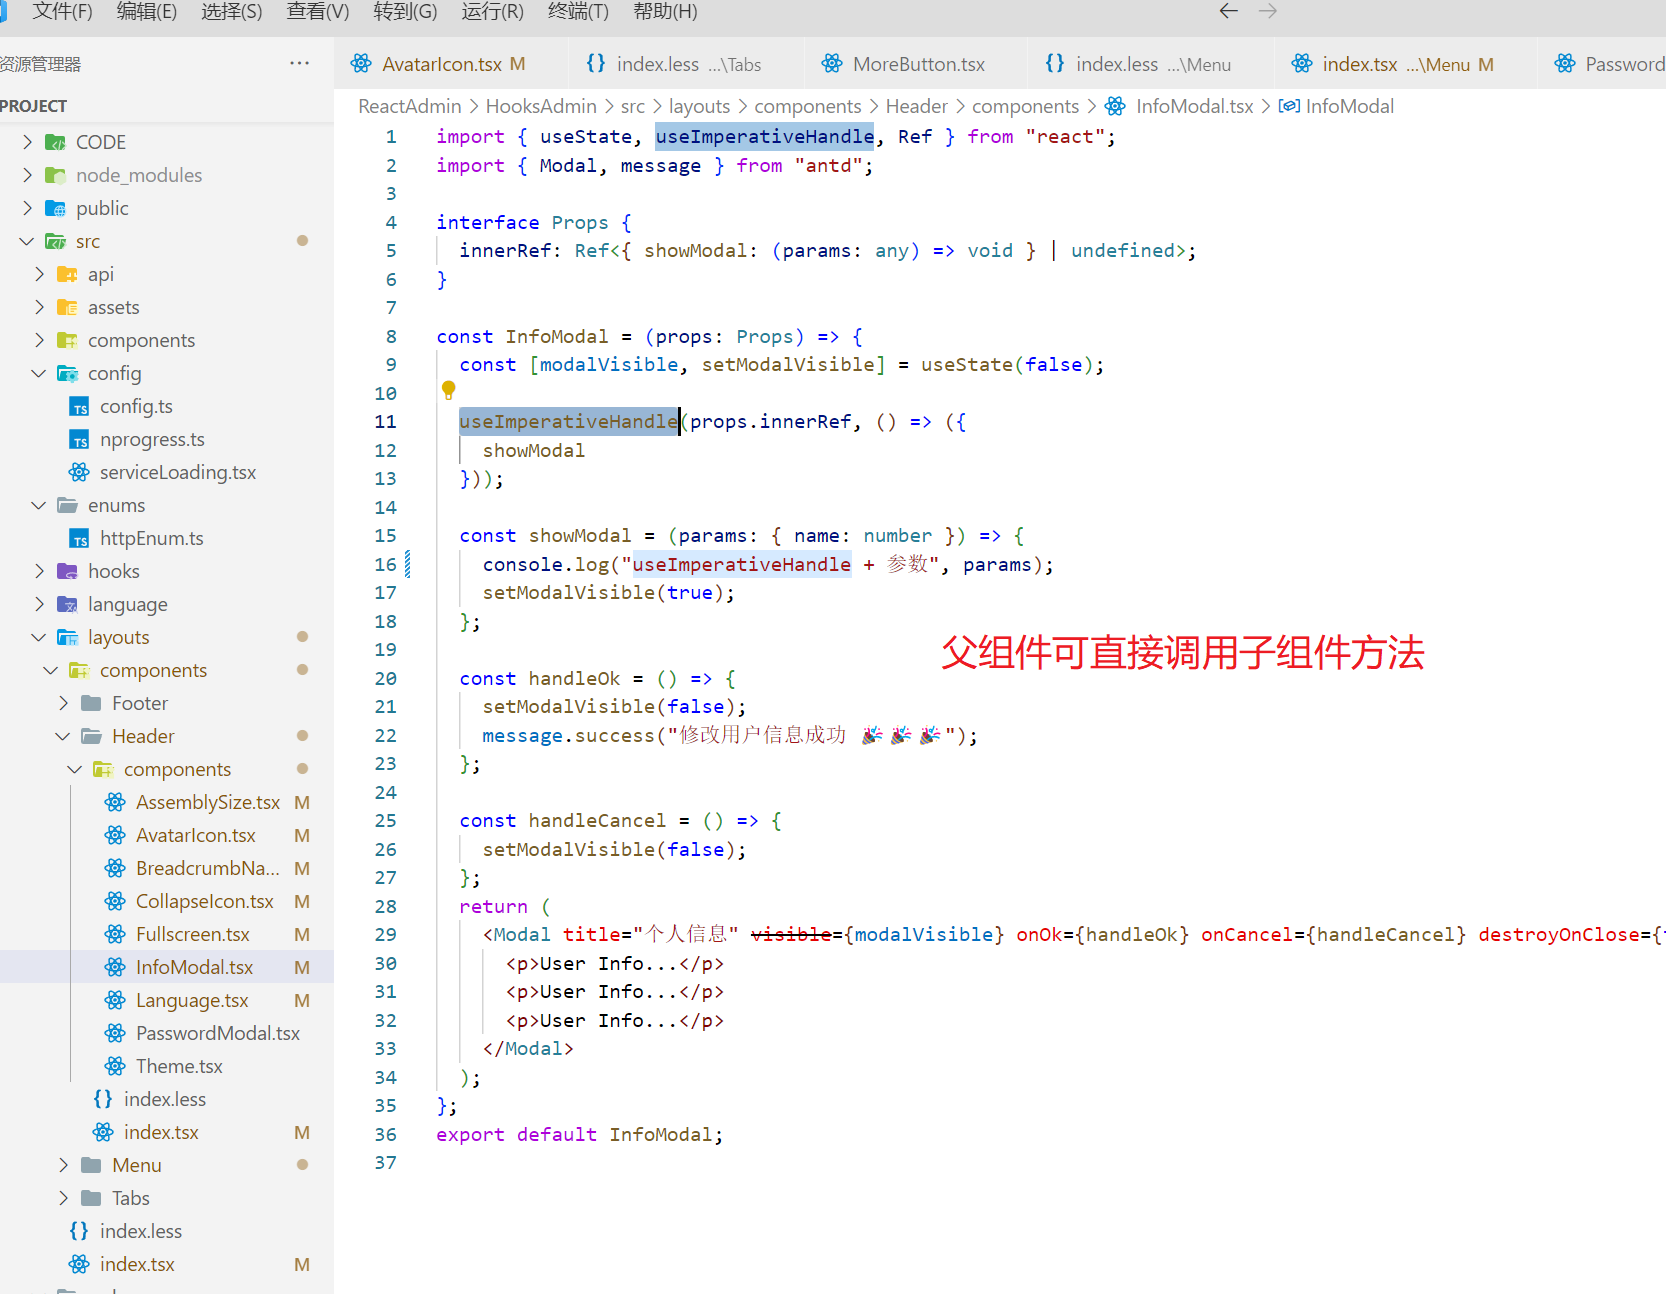 文件(F) 编辑(E) 选择(S) 查看(V) 转到(G) 运行(R) 终端(T) 帮助(H)
资源管理器 ···
AvatarIcon.tsx M {} index.less ...\Tabs MoreButton.tsx {} index.less ...\Menu index.tsx ...\Menu M Password
PROJECT
CODE
node_modules
public
src
api
assets
components
config
TS config.ts
TS nprogress.ts
serviceLoading.tsx
enums
TS httpEnum.ts
hooks
language
layouts
components
Footer
Header
components
AssemblySize.tsx M
AvatarIcon.tsx M
BreadcrumbNa... M
CollapseIcon.tsx M
Fullscreen.tsx M
InfoModal.tsx M
Language.tsx M
PasswordModal.tsx
Theme.tsx
{} index.less
index.tsx M
Menu
Tabs
{} index.less
index.tsx M
ReactAdmin > HooksAdmin > src > layouts > components > Header > components > InfoModal.tsx > InfoModal
1 import { useState, useImperativeHandle, Ref } from "react";
2 import { Modal, message } from "antd";
3
4 interface Props {
5 innerRef: Ref<{ showModal: (params: any) => void } | undefined>;
6 }
7
8 const InfoModal = (props: Props) => {
9 const [modalVisible, setModalVisible] = useState(false);
10
11 useImperativeHandle(props.innerRef, () => ({
12 showModal
13 }));
14
15 const showModal = (params: { name: number }) => {
16 console.log("useImperativeHandle + 参数", params);
17 setModalVisible(true);
18 };
19
父组件可直接调用子组件方法
20 const handleOk = () => {
21 setModalVisible(false);
22 message.success("修改用户信息成功 🎉🎉🎉");
23 };
24
25 const handleCancel = () => {
26 setModalVisible(false);
27 };
28 return (
29 <Modal title="个人信息" visible={modalVisible} onOk={handleOk} onCancel={handleCancel} destroyOnClose={
30 <p>User Info...</p>
31 <p>User Info...</p>
32 <p>User Info...</p>
33 </Modal>
34 );
35 };
36 export default InfoModal;
37